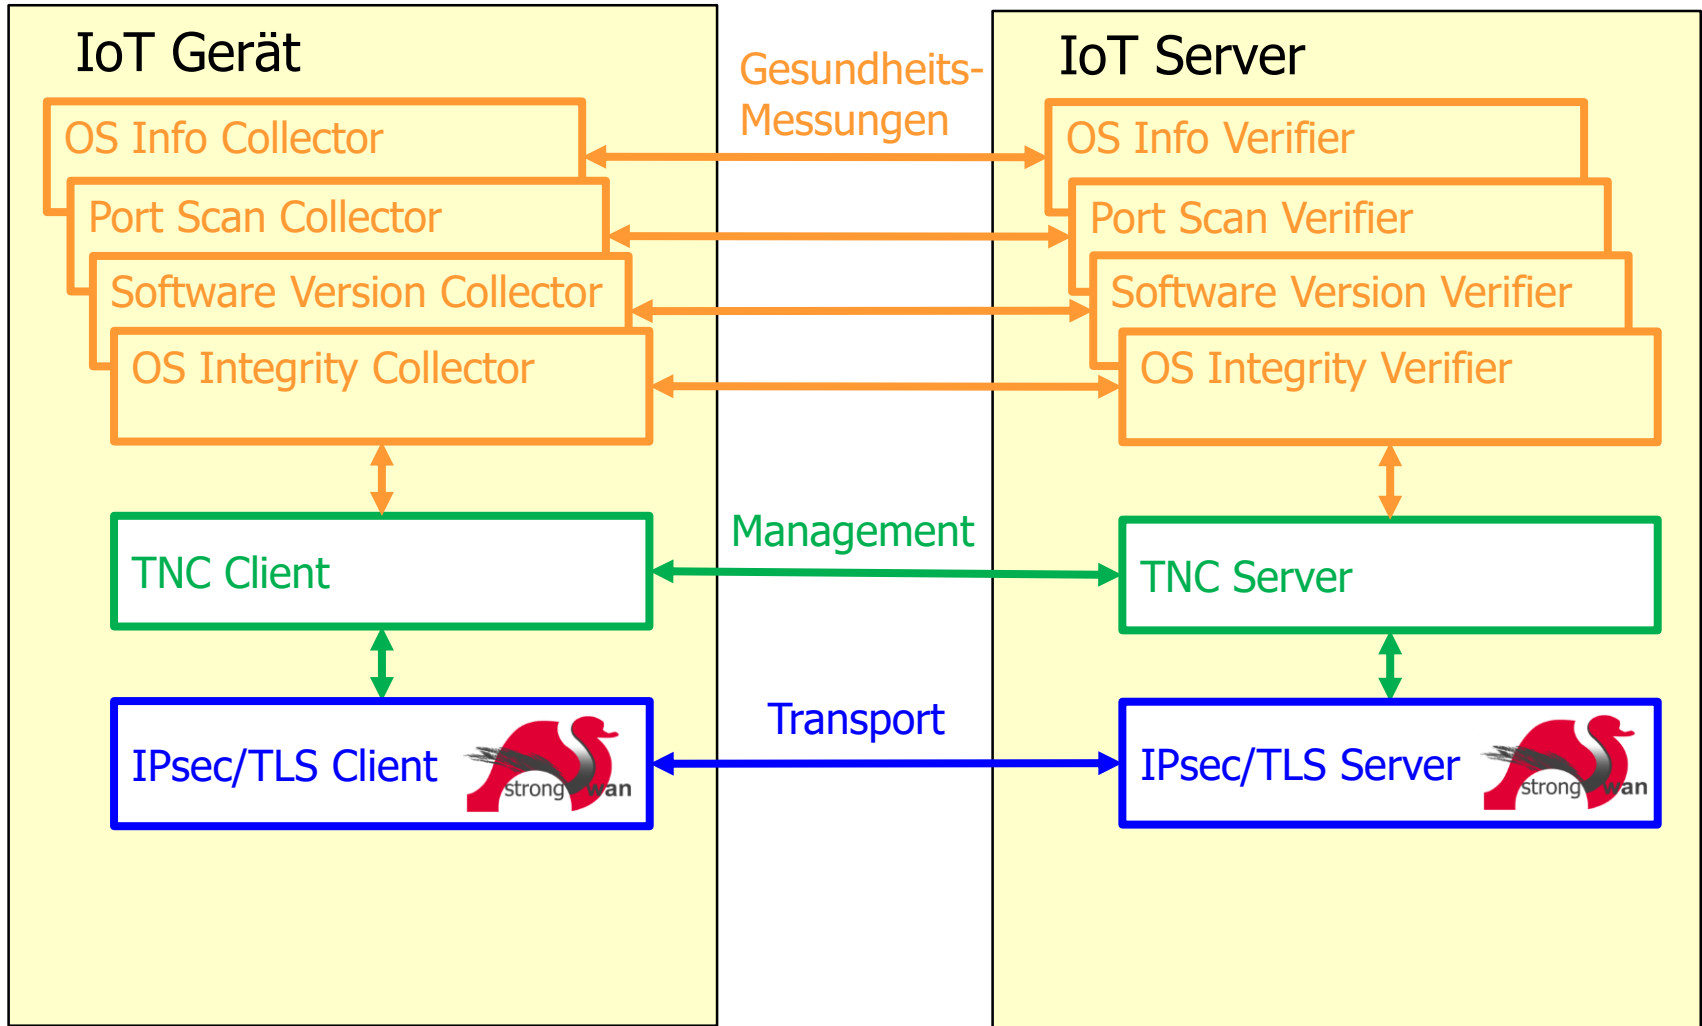 IoT Gerät
OS Info Collector
Port Scan Collector
Software Version Collector
OS Integrity Collector
TNC Client
IPsec/TLS Client
strongSwan
Gesundheits-
Messungen
Management
Transport
IoT Server
OS Info Verifier
Port Scan Verifier
Software Version Verifier
OS Integrity Verifier
TNC Server
IPsec/TLS Server
strongSwan